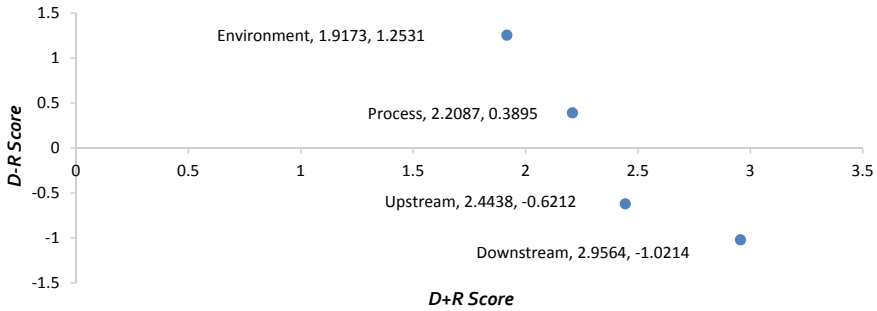 1.5
Environment, 1.9173, 1.2531
1
0.5
Process, 2.2087, 0.3895
0
0 0.5 1 1.5 2 2.5 3 3.5
-0.5
Upstream, 2.4438, -0.6212
-1
Downstream, 2.9564, -1.0214
-1.5
D-R Score
D+R Score